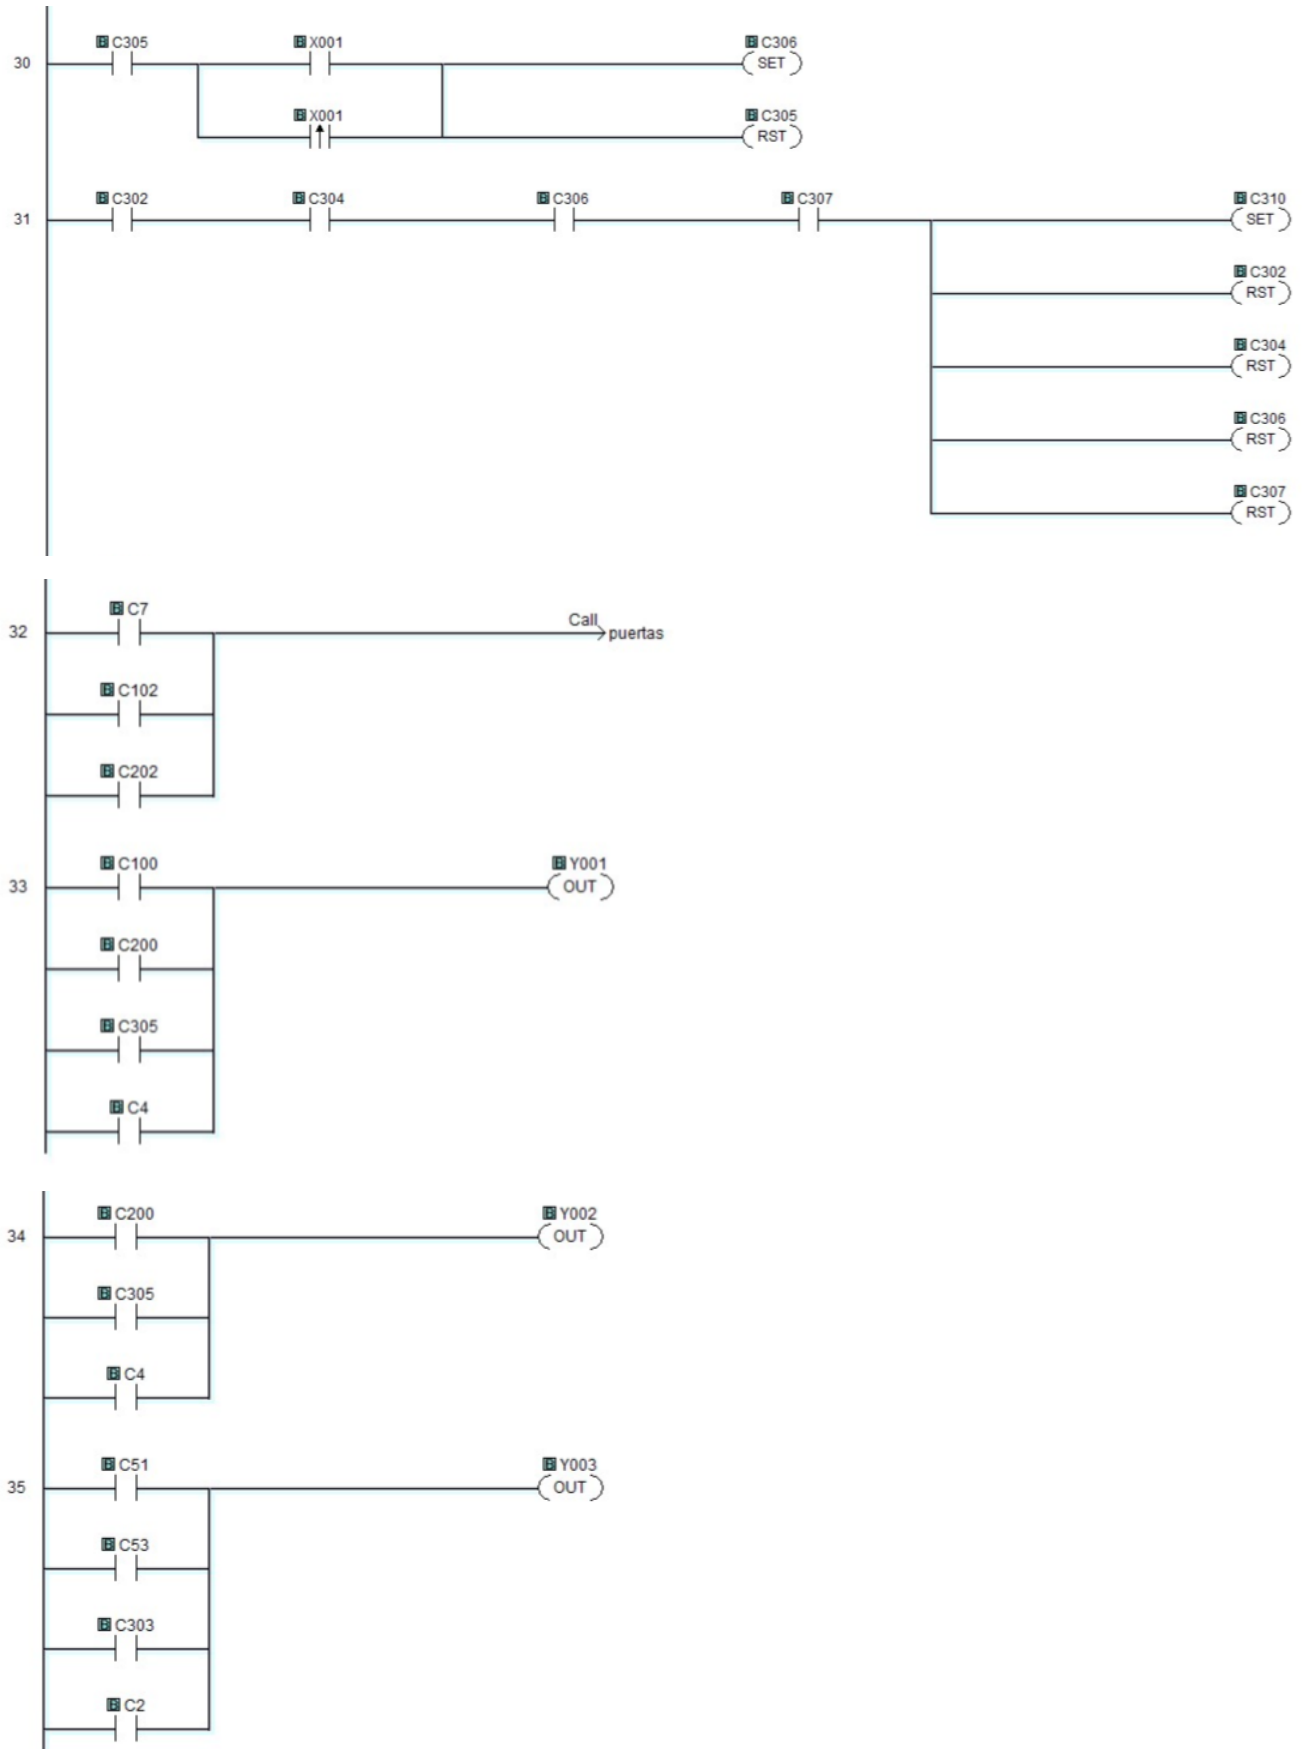 C305 X001 C306
30 SET
X001 C305
RST
C302 C304 C306 C307 C310
31 SET
C302
RST
C304
RST
C306
RST
C307
RST
C7
32 Call puertas
C102
C202
C100 Y001
33 OUT
C200
C305
C4
C200 Y002
34 OUT
C305
C4
C51 Y003
35 OUT
C53
C303
C2